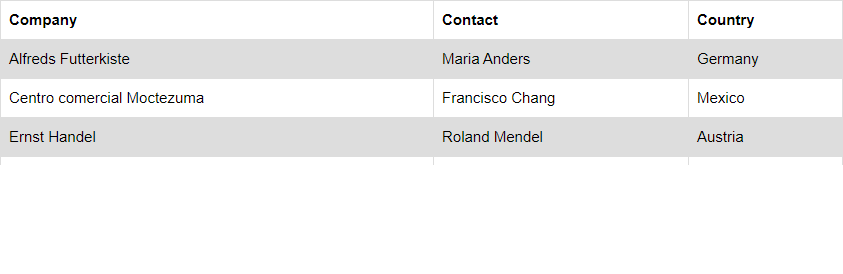 Company Contact Country
Alfreds Futterkiste Maria Anders Germany
Centro comercial Moctezuma Francisco Chang Mexico
Ernst Handel Roland Mendel Austria